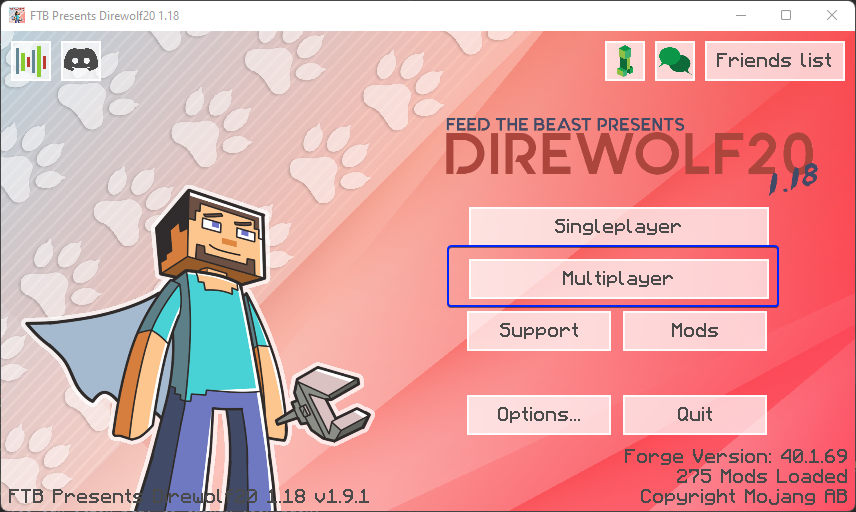 FTB Presents Direwolf20 1.18
Friends list
FEED THE BEAST PRESENTS
DIREWOLF20
1.18
Singleplayer
Multiplayer
Support
Mods
Options...
Quit
Forge Version: 40.1.69
275 Mods Loaded
FTB Presents Direwolf20 1.18 v1.9.1
Copyright Mojang AB